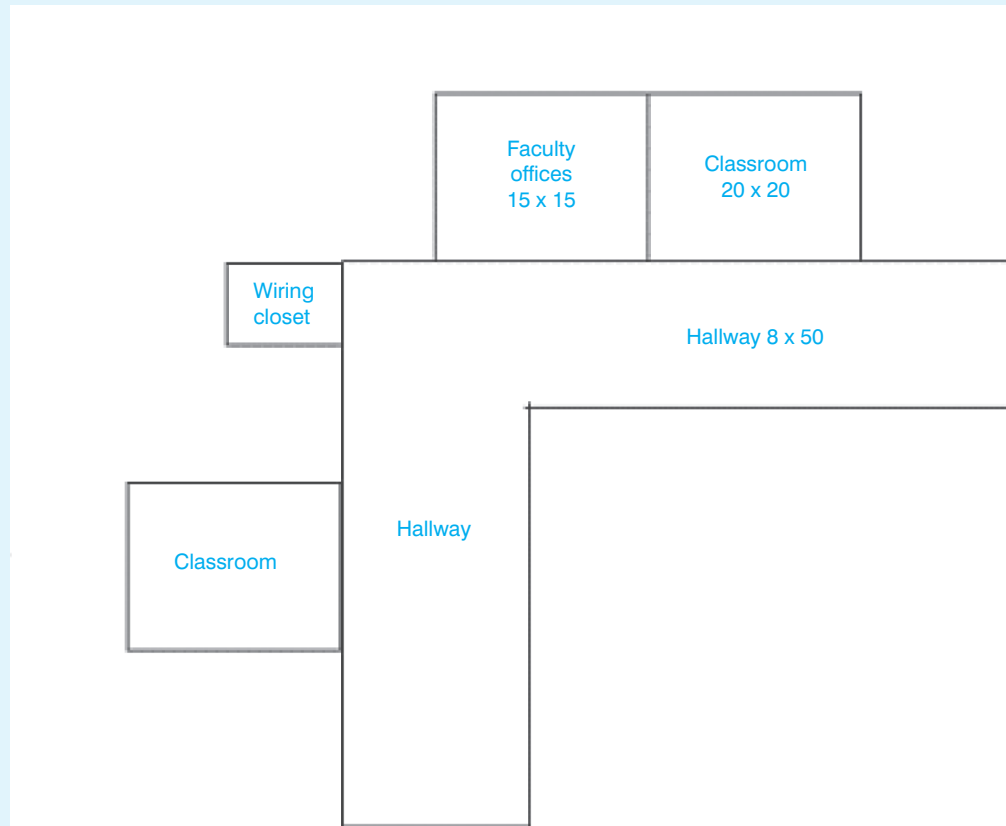 Faculty
offices
15 x 15
Classroom
20 x 20
Wiring
closet
Hallway 8 x 50
Hallway
Classroom